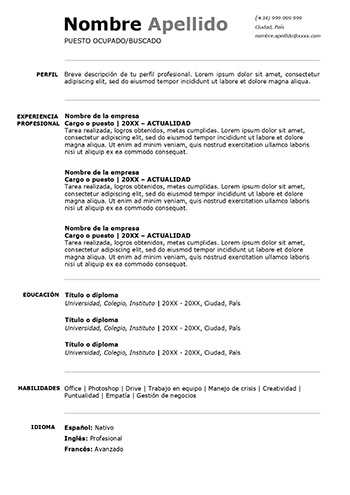 Nombre Apellido
PUESTO OCUPADO/BUSCADO
(+34) 999 999 999
Ciudad, País
nombre.apellido@xxxx.com
PERFIL
Breve descripción de tu perfil profesional. Lorem ipsum dolor sit amet, consectetur
adipiscing elit, sed do eiusmod tempor incididunt ut labore et dolore magna aliqua.
EXPERIENCIA
PROFESIONAL
Nombre de la empresa
Cargo o puesto | 20XX – ACTUALIDAD
Tarea realizada, logros obtenidos, metas cumplidas. Lorem ipsum dolor sit amet,
consectetur adipiscing elit, sed do eiusmod tempor incididunt ut labore et dolore magna
aliqua. Ut enim ad minim veniam, quis nostrud exercitation ullamco laboris
nisi ut aliquip ex ea commodo consequat.
Nombre de la empresa
Cargo o puesto | 20XX – ACTUALIDAD
Tarea realizada, logros obtenidos, metas cumplidas. Lorem ipsum dolor sit amet,
consectetur adipiscing elit, sed do eiusmod tempor incididunt ut labore et dolore magna
aliqua. Ut enim ad minim veniam, quis nostrud exercitation ullamco laboris
nisi ut aliquip ex ea commodo consequat.
Nombre de la empresa
Cargo o puesto | 20XX – ACTUALIDAD
Tarea realizada, logros obtenidos, metas cumplidas. Lorem ipsum dolor sit amet,
consectetur adipiscing elit, sed do eiusmod tempor incididunt ut labore et dolore magna
aliqua. Ut enim ad minim veniam, quis nostrud exercitation ullamco laboris
nisi ut aliquip ex ea commodo consequat.
EDUCACIÓN
Título o diploma
Universidad, Colegio, Instituto | 20XX - 20XX, Ciudad, País
Título o diploma
Universidad, Colegio, Instituto | 20XX - 20XX, Ciudad, País
Título o diploma
Universidad, Colegio, Instituto | 20XX - 20XX, Ciudad, País
HABILIDADES
Office | Photoshop | Drive | Trabajo en equipo | Manejo de crisis | Creatividad |
Puntualidad | Empatía | Gestión de negocios
IDIOMA
Español: Nativo
Inglés: Profesional
Francés: Avanzado